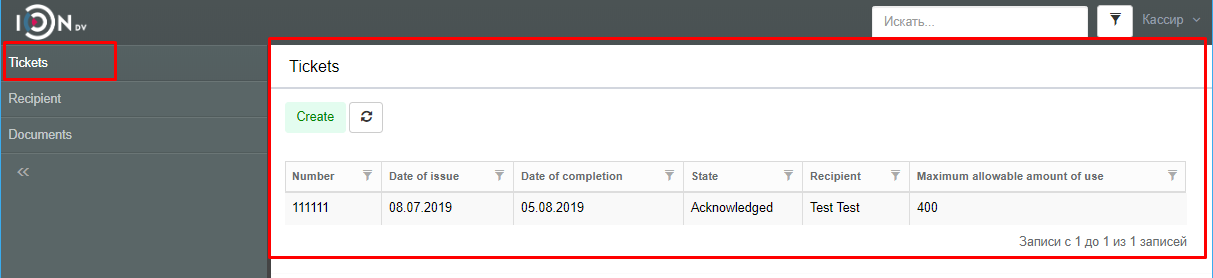 ICON DV
Искать...
Кассир
Tickets
Recipient
Documents
Tickets
Create
Number Date of issue Date of completion State Recipient Maximum allowable amount of use
111111 08.07.2019 05.08.2019 Acknowledged Test Test 400
Записи с 1 до 1 из 1 записей